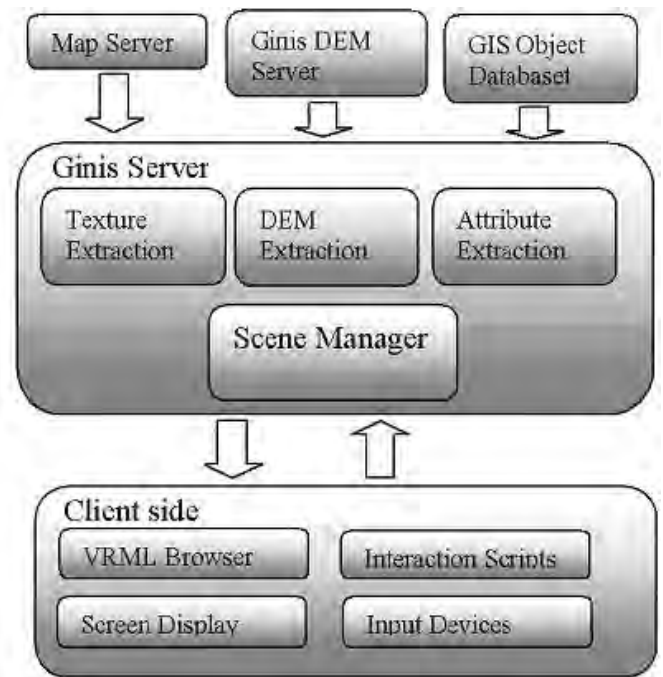 Map Server
Ginis DEM
Server
GIS Object
Databaset
Ginis Server
Texture
Extraction
DEM
Extraction
Attribute
Extraction
Scene Manager
Client side
VRML Browser
Interaction Scripts
Screen Display
Input Devices